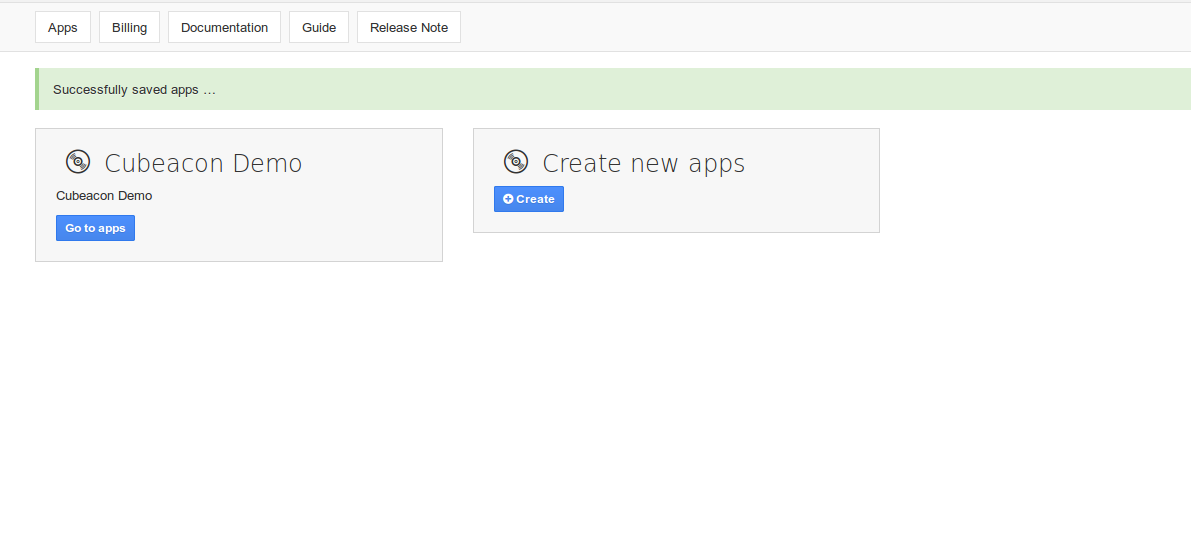 Apps Billing Documentation Guide Release Note
Successfully saved apps …
Cubeacon Demo
Cubeacon Demo
Go to apps
Create new apps
Create